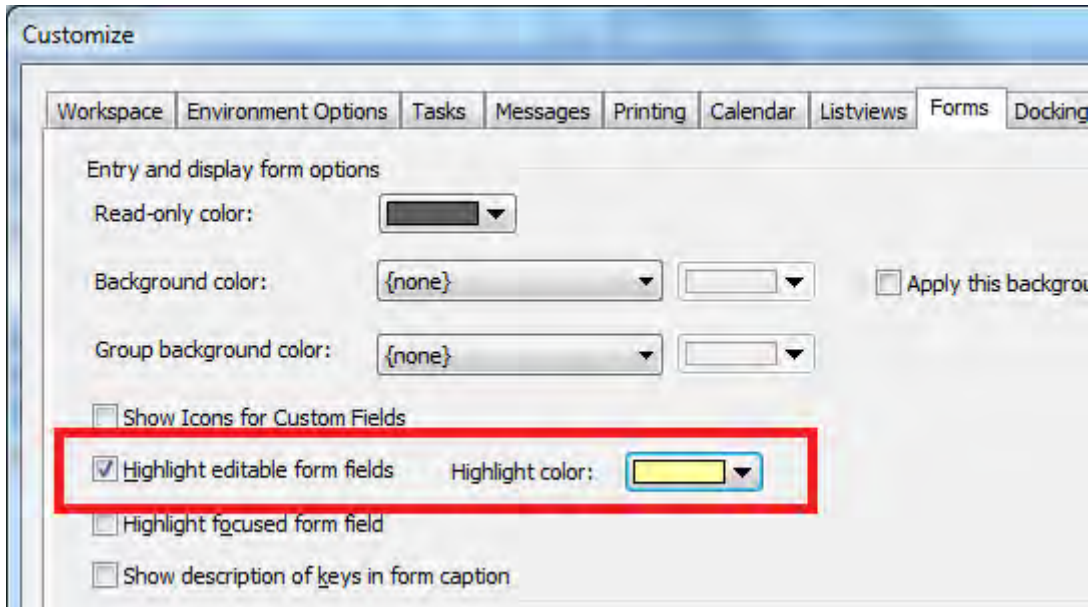 Customize
Workspace Environment Options Tasks Messages Printing Calendar Listviews Forms Docking
Entry and display form options
Read-only color:
Background color: {none} Apply this backgrou
Group background color: {none}
Show Icons for Custom Fields
Highlight editable form fields Highlight color:
Highlight focused form field
Show description of keys in form caption